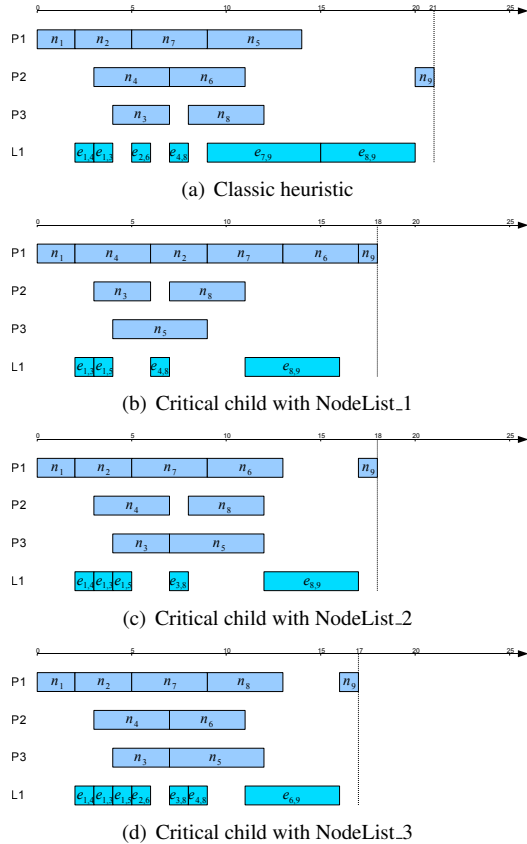 0 5 10 15 20 21 25
P1 n1 n2 n7 n5
P2 n4 n6 n9
P3 n3 n8
L1 e1,4 e1,3 e2,6 e4,8 e7,9 e8,9
(a) Classic heuristic
0 5 10 15 18 20 25
P1 n1 n4 n2 n7 n6 n9
P2 n3 n8
P3 n5
L1 e1,3 e1,5 e4,8 e8,9
(b) Critical child with NodeList_1
0 5 10 15 18 20 25
P1 n1 n2 n7 n6 n9
P2 n4 n8
P3 n3 n5
L1 e1,4 e1,3 e1,5 e3,8 e8,9
(c) Critical child with NodeList_2
0 5 10 15 17 20 25
P1 n1 n2 n7 n8 n9
P2 n4 n6
P3 n3 n5
L1 e1,4 e1,3 e1,5 e2,6 e3,8 e4,8 e6,9
(d) Critical child with NodeList_3